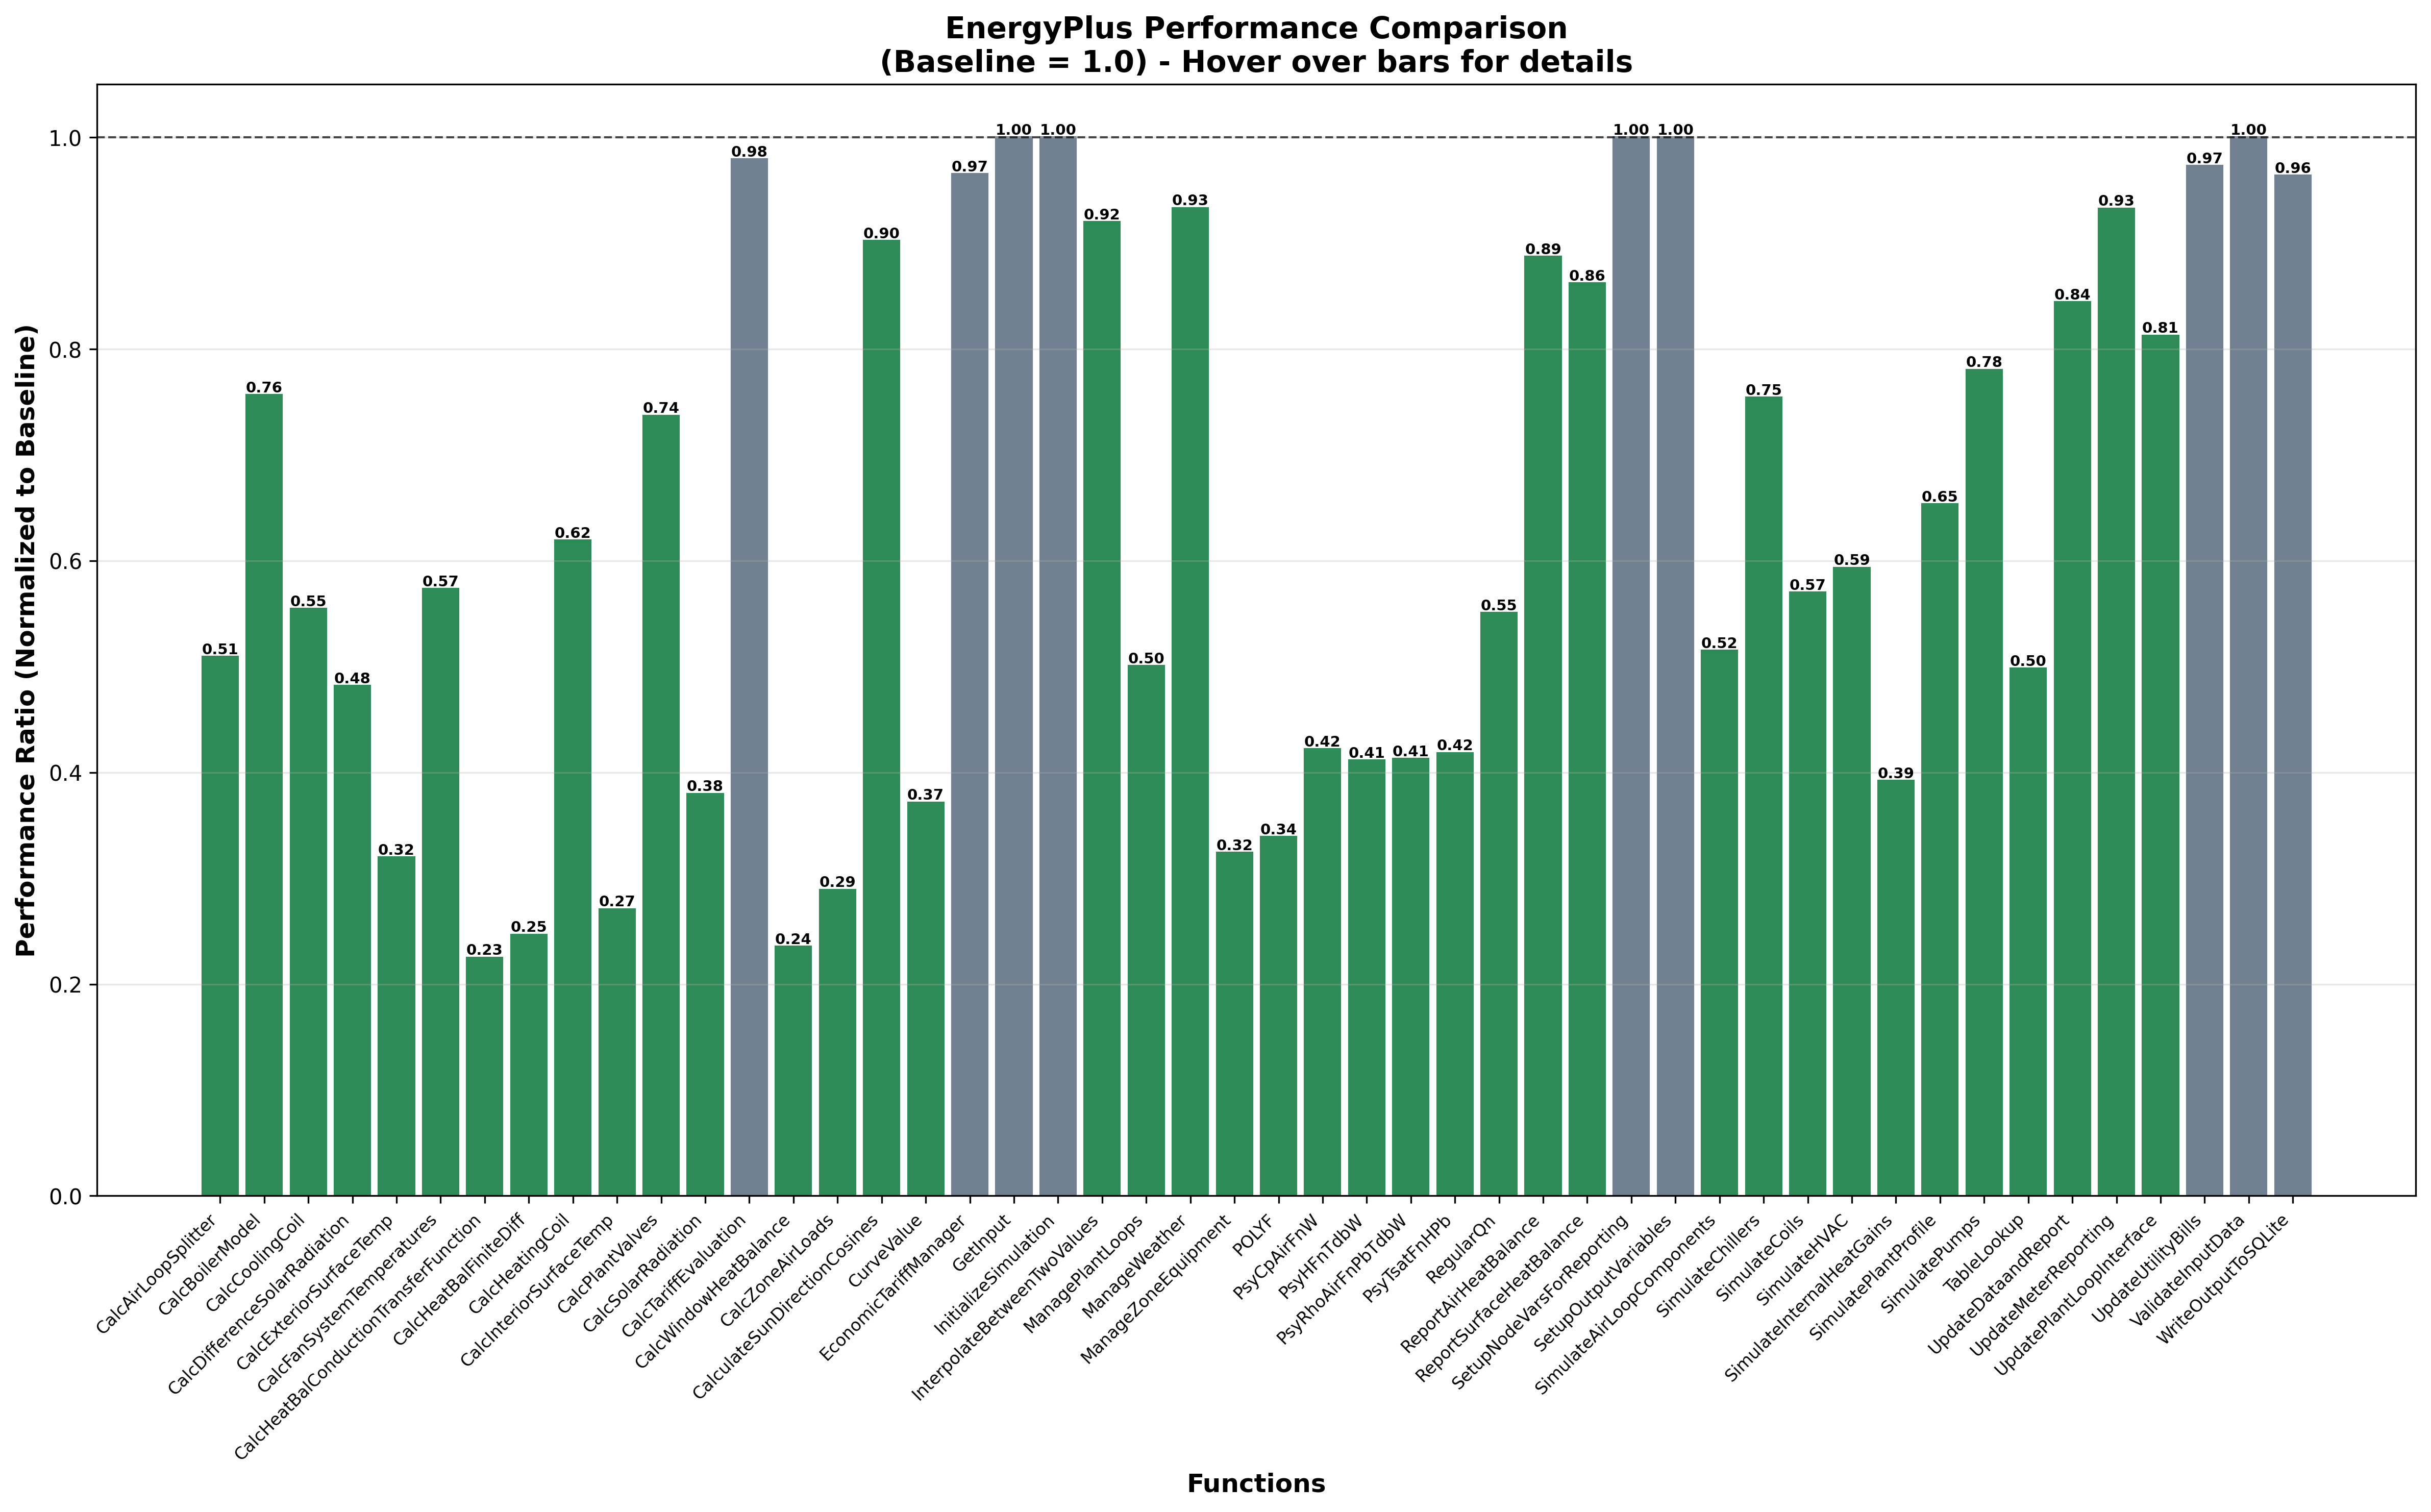 EnergyPlus Performance Comparison
(Baseline = 1.0) - Hover over bars for details
Performance Ratio (Normalized to Baseline)
1.0
0.8
0.6
0.4
0.2
0.0
0.51
0.76
0.55
0.48
0.32
0.57
0.23
0.25
0.62
0.27
0.74
0.38
0.98
0.24
0.29
0.90
0.37
0.97
1.00
1.00
0.92
0.50
0.93
0.32
0.34
0.42
0.41
0.41
0.42
0.55
0.89
0.86
1.00
1.00
0.52
0.75
0.57
0.59
0.39
0.65
0.78
0.50
0.84
0.93
0.81
0.97
1.00
0.96
CalcAirLoopSplitter
CalcBoilerModel
CalcCoolingCoil
CalcDifferenceSolarRadiation
CalcExteriorSurfaceTemp
CalcFanSystemTemperatures
CalcHeatBalConductionTransferFunction
CalcHeatBalFiniteDiff
CalcHeatingCoil
CalcInteriorSurfaceTemp
CalcPlantValves
CalcSolarRadiation
CalcTariffEvaluation
CalcWindowHeatBalance
CalcZoneAirLoads
CalculateSunDirectionCosines
CurveValue
EconomicTariffManager
GetInput
InitializeSimulation
InterpolateBetweenTwoValues
ManagePlantLoops
ManageWeather
ManageZoneEquipment
POLYF
PsyCpAirFnW
PsyHFnTdbW
PsyRhoAirFnPbTdbW
PsyTsatFnHPb
RegularQn
ReportAirHeatBalance
ReportSurfaceHeatBalance
SetupNodeVarsForReporting
SetupOutputVariables
SimulateAirLoopComponents
SimulateChillers
SimulateCoils
SimulateHVAC
SimulateInternalHeatGains
SimulatePlantProfile
SimulatePumps
TableLookup
UpdateDataandReport
UpdateMeterReporting
UpdatePlantLoopInterface
UpdateUtilityBills
ValidateInputData
WriteOutputToSQLite
Functions